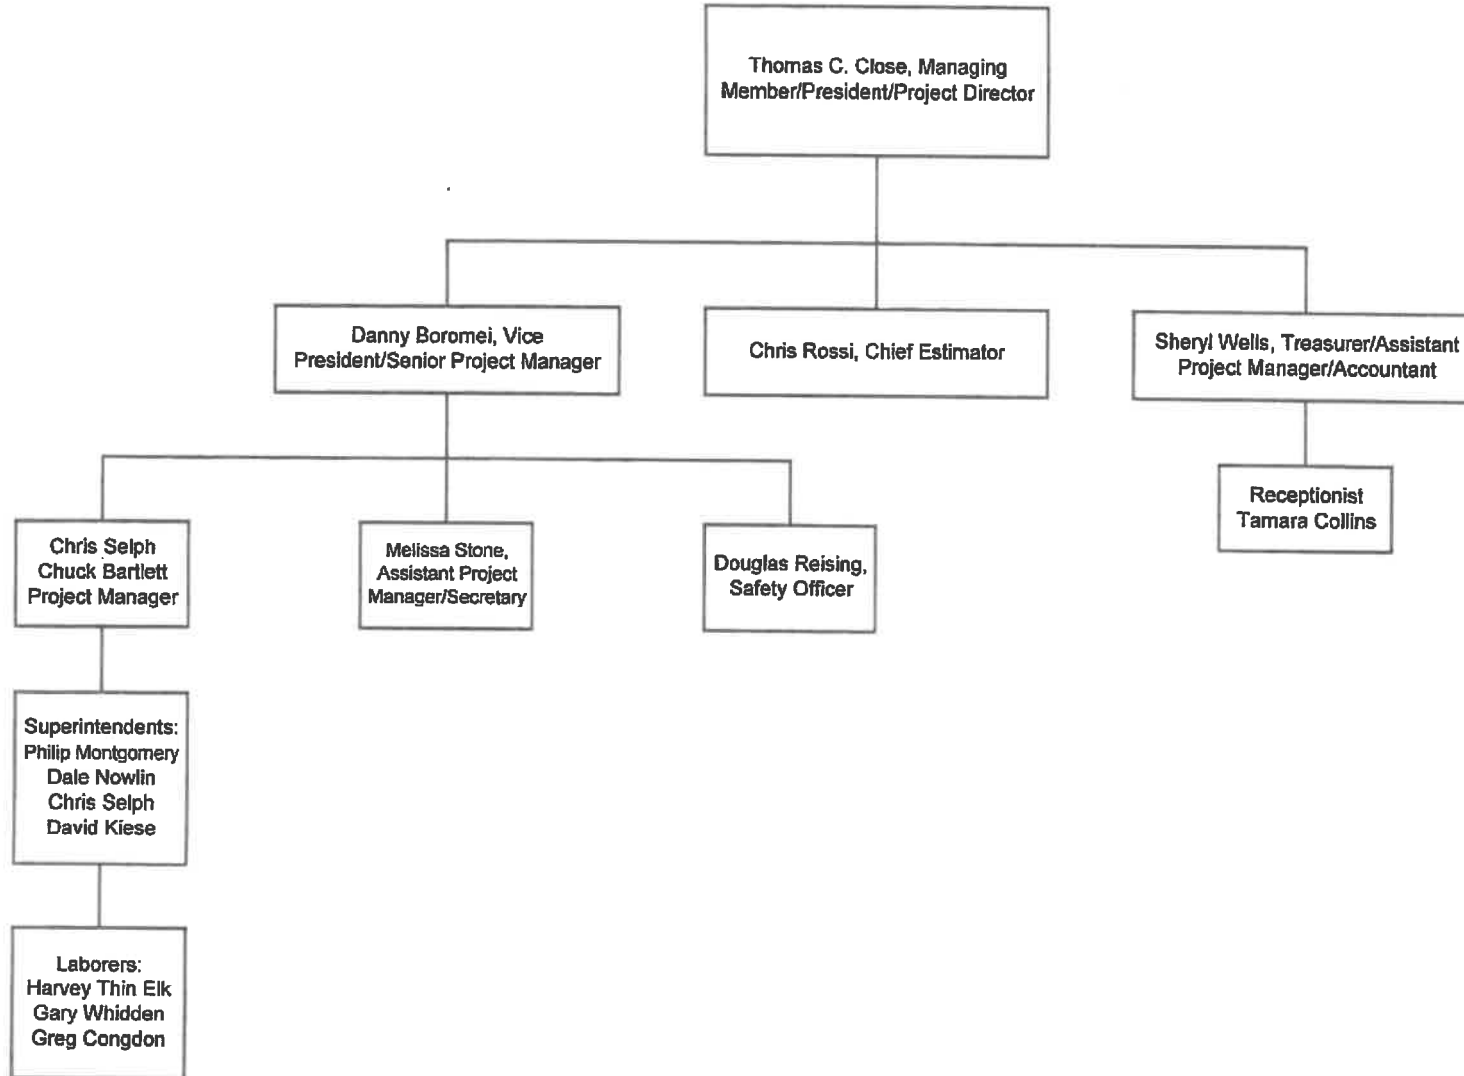 Thomas C. Close, Managing
Member/President/Project Director
Danny Boromei, Vice
President/Senior Project Manager
Chris Rossi, Chief Estimator
Sheryl Wells, Treasurer/Assistant
Project Manager/Accountant
Chris Selph
Chuck Bartlett
Project Manager
Melissa Stone,
Assistant Project
Manager/Secretary
Douglas Reising,
Safety Officer
Receptionist
Tamara Collins
Superintendents:
Philip Montgomery
Dale Nowlin
Chris Selph
David Kiese
Laborers:
Harvey Thin Elk
Gary Whidden
Greg Congdon